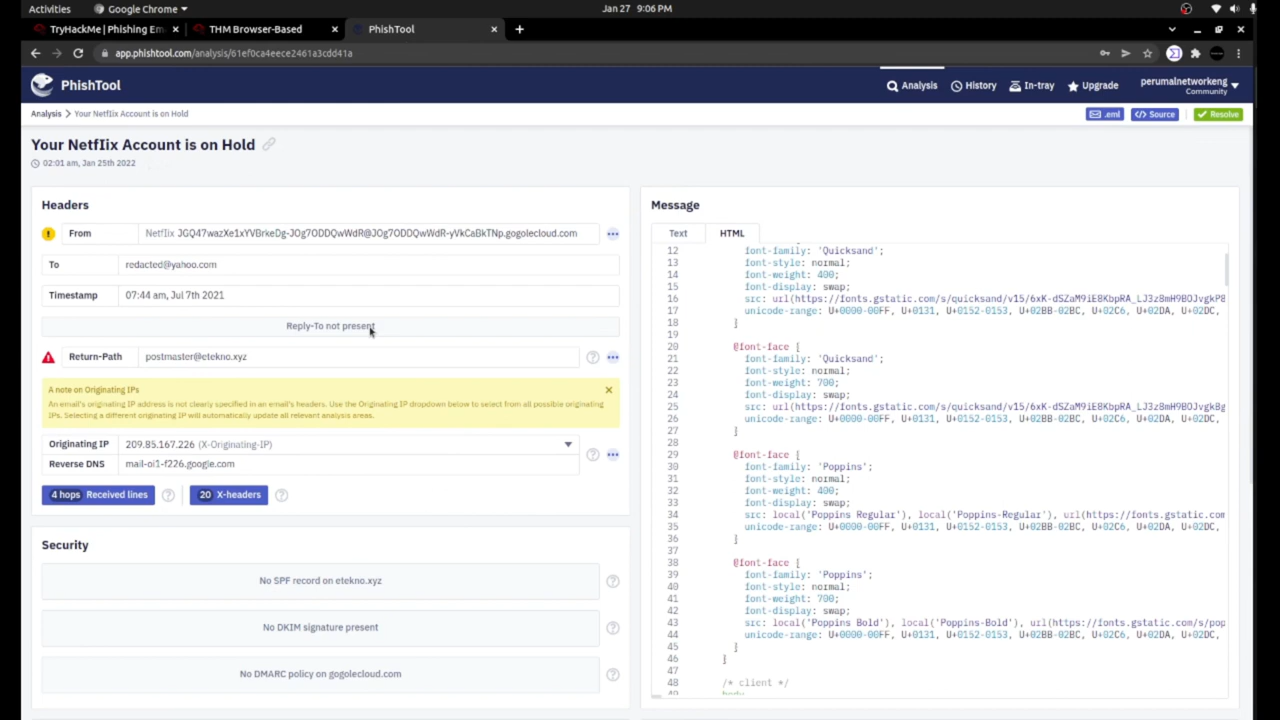 Activities
Google Chrome
Jan 27 9:06 PM
TryHackMe | Phishing Em
THM Browser-Based
PhishTool
app.phishtool.com/analysis/61ef0ca4eece2461a3cdd41a
PhishTool
Analysis
History
In-tray
Upgrade
perumalnetworkeng
Community
Analysis > Your NetfIix Account is on Hold
.eml
</> Source
Resolve
Your NetfIix Account is on Hold
02:01 am, Jan 25th 2022
Headers
From
NetfIix JGQ47wazXe1xYVBrkeDg-JOg7ODDQwWdR@JOg7ODDQwWdR-yVkCaBkTNp.gogolecloud.com
To
redacted@yahoo.com
Timestamp
07:44 am, Jul 7th 2021
Reply-To not present
Return-Path
postmaster@etekno.xyz
A note on Originating IPs
An email's originating IP address is not clearly specified in an email's headers. Use the Originating IP dropdown below to select from all possible originating
IPs. Selecting a different originating IP will automatically update all relevant analysis areas.
Originating IP
209.85.167.226 (X-Originating-IP)
Reverse DNS
mail-oi1-f226.google.com
4 hops Received lines
20 X-headers
Security
No SPF record on etekno.xyz
No DKIM signature present
No DMARC policy on gogolecloud.com
Message
Text
HTML
12 font-family: 'Quicksand';
13 font-style: normal;
14 font-weight: 400;
15 font-display: swap;
16 src: url(https://fonts.gstatic.com/s/quicksand/v15/6xK-dSZaM9iE8KbpRA_LJ3z8mH9BOJvgkP8
17 unicode-range: U+0000-00FF, U+0131, U+0152-0153, U+02BB-02BC, U+02C6, U+02DA, U+02DC,
18 }
19
20 @font-face {
21 font-family: 'Quicksand';
22 font-style: normal;
23 font-weight: 700;
24 font-display: swap;
25 src: url(https://fonts.gstatic.com/s/quicksand/v15/6xK-dSZaM9iE8KbpRA_LJ3z8mH9BOJvgkBg
26 unicode-range: U+0000-00FF, U+0131, U+0152-0153, U+02BB-02BC, U+02C6, U+02DA, U+02DC,
27 }
28
29 @font-face {
30 font-family: 'Poppins';
31 font-style: normal;
32 font-weight: 400;
33 font-display: swap;
34 src: local('Poppins Regular'), local('Poppins-Regular'), url(https://fonts.gstatic.com
35 unicode-range: U+0000-00FF, U+0131, U+0152-0153, U+02BB-02BC, U+02C6, U+02DA, U+02DC,
36 }
37
38 @font-face {
39 font-family: 'Poppins';
40 font-style: normal;
41 font-weight: 700;
42 font-display: swap;
43 src: local('Poppins Bold'), local('Poppins-Bold'), url(https://fonts.gstatic.com/s/pop
44 unicode-range: U+0000-00FF, U+0131, U+0152-0153, U+02BB-02BC, U+02C6, U+02DA, U+02DC,
45 }
46 }
47
48 /* client */
49 body